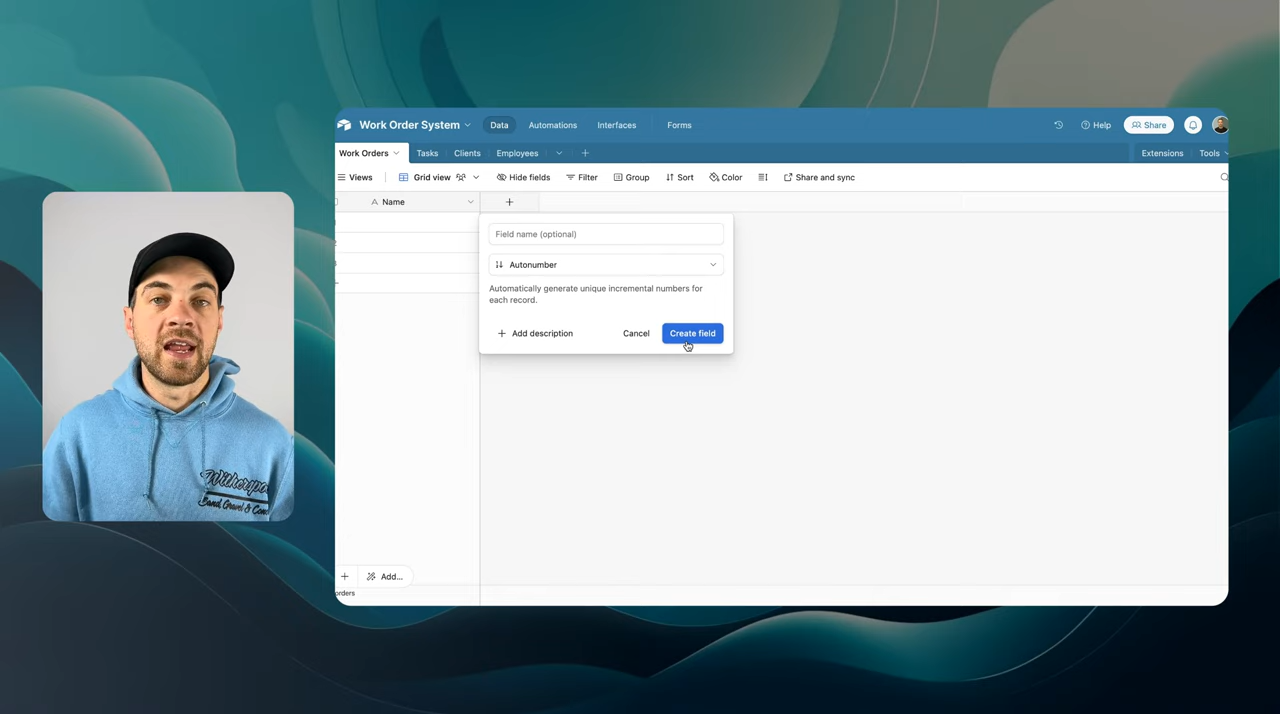 Work Order System Data Automations Interfaces Forms Help Share
Work Orders Tasks Clients Employees Extensions Tools
Views Grid view Hide fields Filter Group Sort Color Share and sync
Name
Field name (optional)
Autonumber
Automatically generate unique incremental numbers for
each record.
Add description Cancel Create field
Sand, Gravel &
Add...
orders